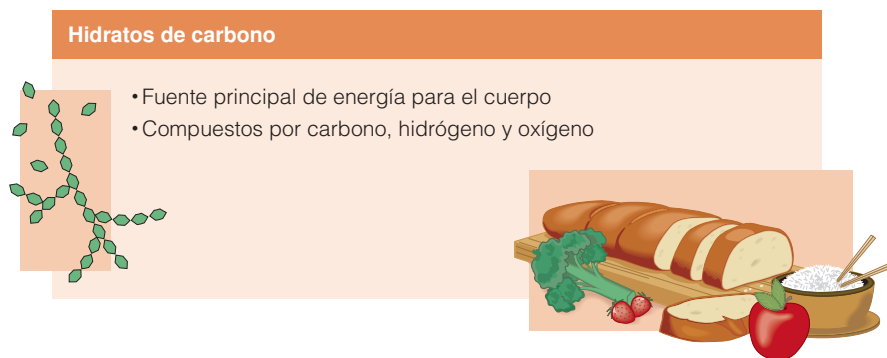 Hidratos de carbono
• Fuente principal de energía para el cuerpo
• Compuestos por carbono, hidrógeno y oxígeno